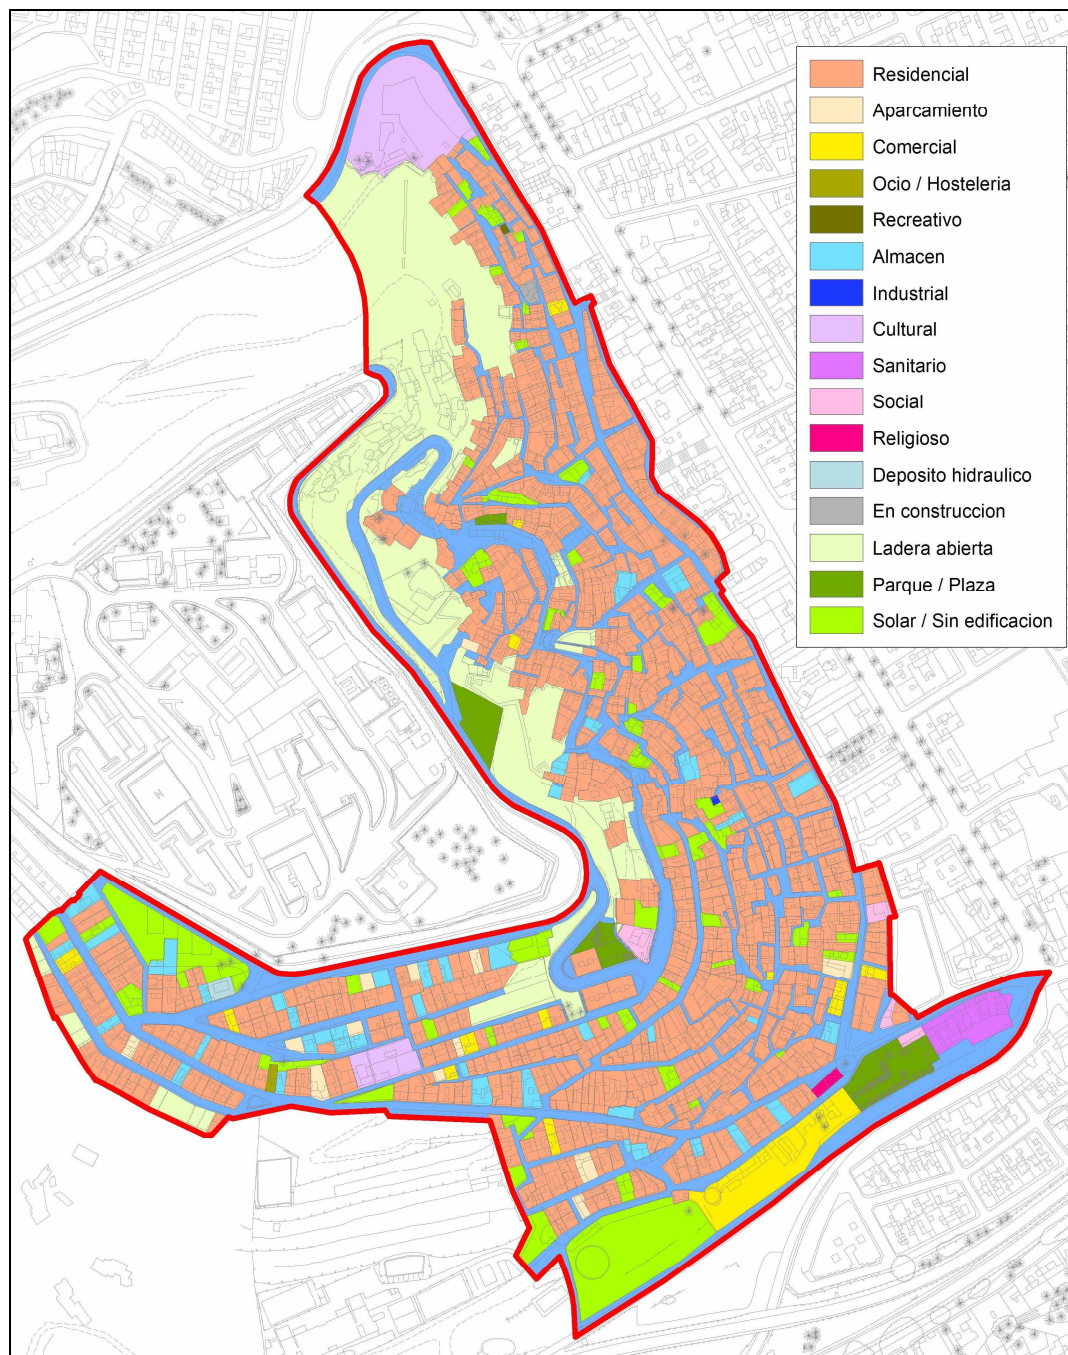 Residencial
Aparcamiento
Comercial
Ocio / Hosteleria
Recreativo
Almacen
Industrial
Cultural
Sanitario
Social
Religioso
Deposito hidraulico
En construccion
Ladera abierta
Parque / Plaza
Solar / Sin edificacion